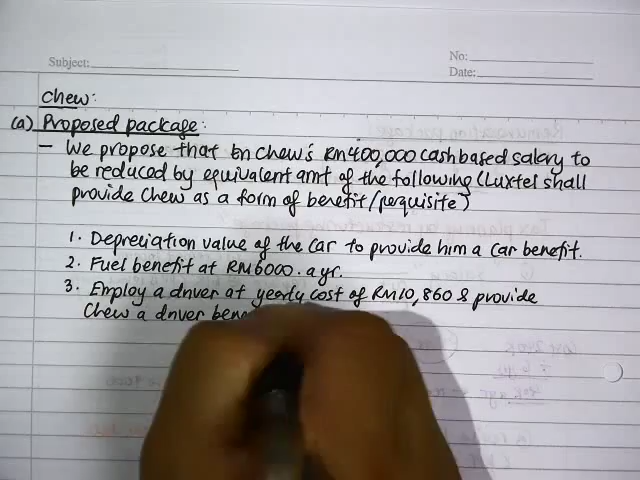 Subject:
No:
Date:
Chew:
(a) Proposed package:
- We propose that En Chew's RM400,000 cash based salary to
be reduced by equivalent amt of the following (Luxtel shall
provide Chew as a form of benefit/perquisite)
1. Depreciation value of the car to provide him a car benefit.
2. Fuel benefit at RM6000. a yr.
3. Employ a driver at yearly cost of RM10,860 & provide
Chew a driver bene